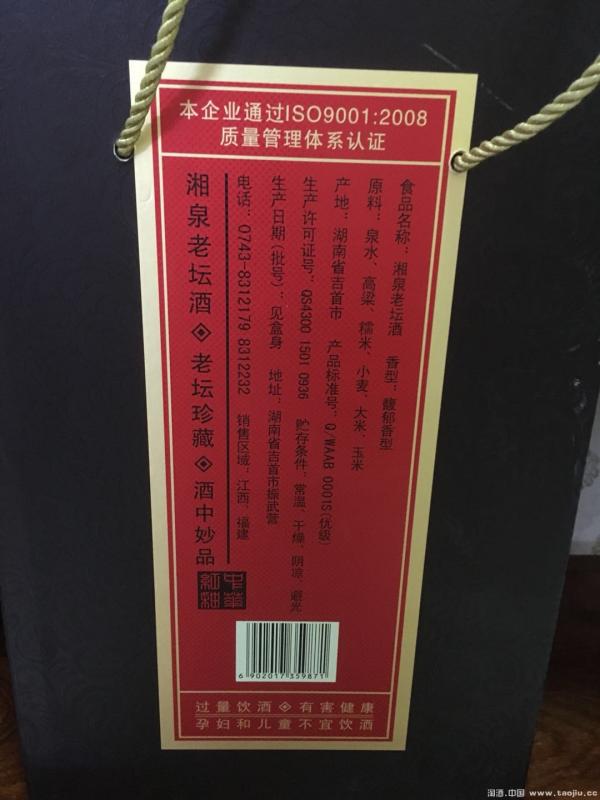 本企业通过ISO9001:2008
质量管理体系认证
食品名称：湘泉老坛酒 香型：馥郁香型
原料：泉水、高粱、糯米、小麦、大米、玉米
产地：湖南省吉首市 产品标准号：Q/WAAB 0001S(优级)
生产许可证号：QS4300 1501 0936 贮存条件：常温、干燥、阴凉、避光
生产日期(批号)：见盒身 地址：湖南省吉首市振武营
电话：0743-8312179 8312232 销售区域：江西、福建
湘泉老坛酒 老坛珍藏 酒中妙品
6 902017 359871
过量饮酒 有害健康
孕妇和儿童不宜饮酒
淘酒.中国 www.taojiu.cc